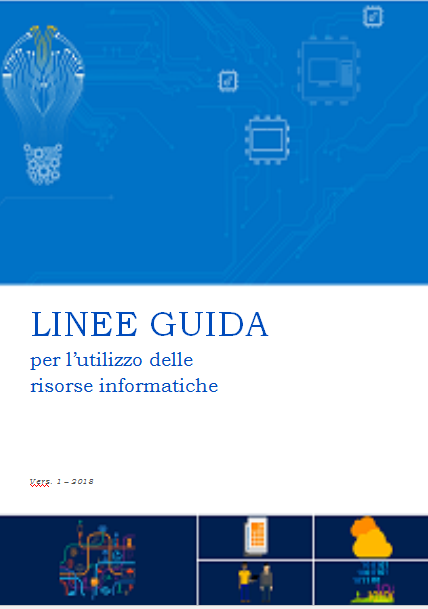 LINEE GUIDA
per l’utilizzo delle
risorse informatiche
Vers. 1 – 2018